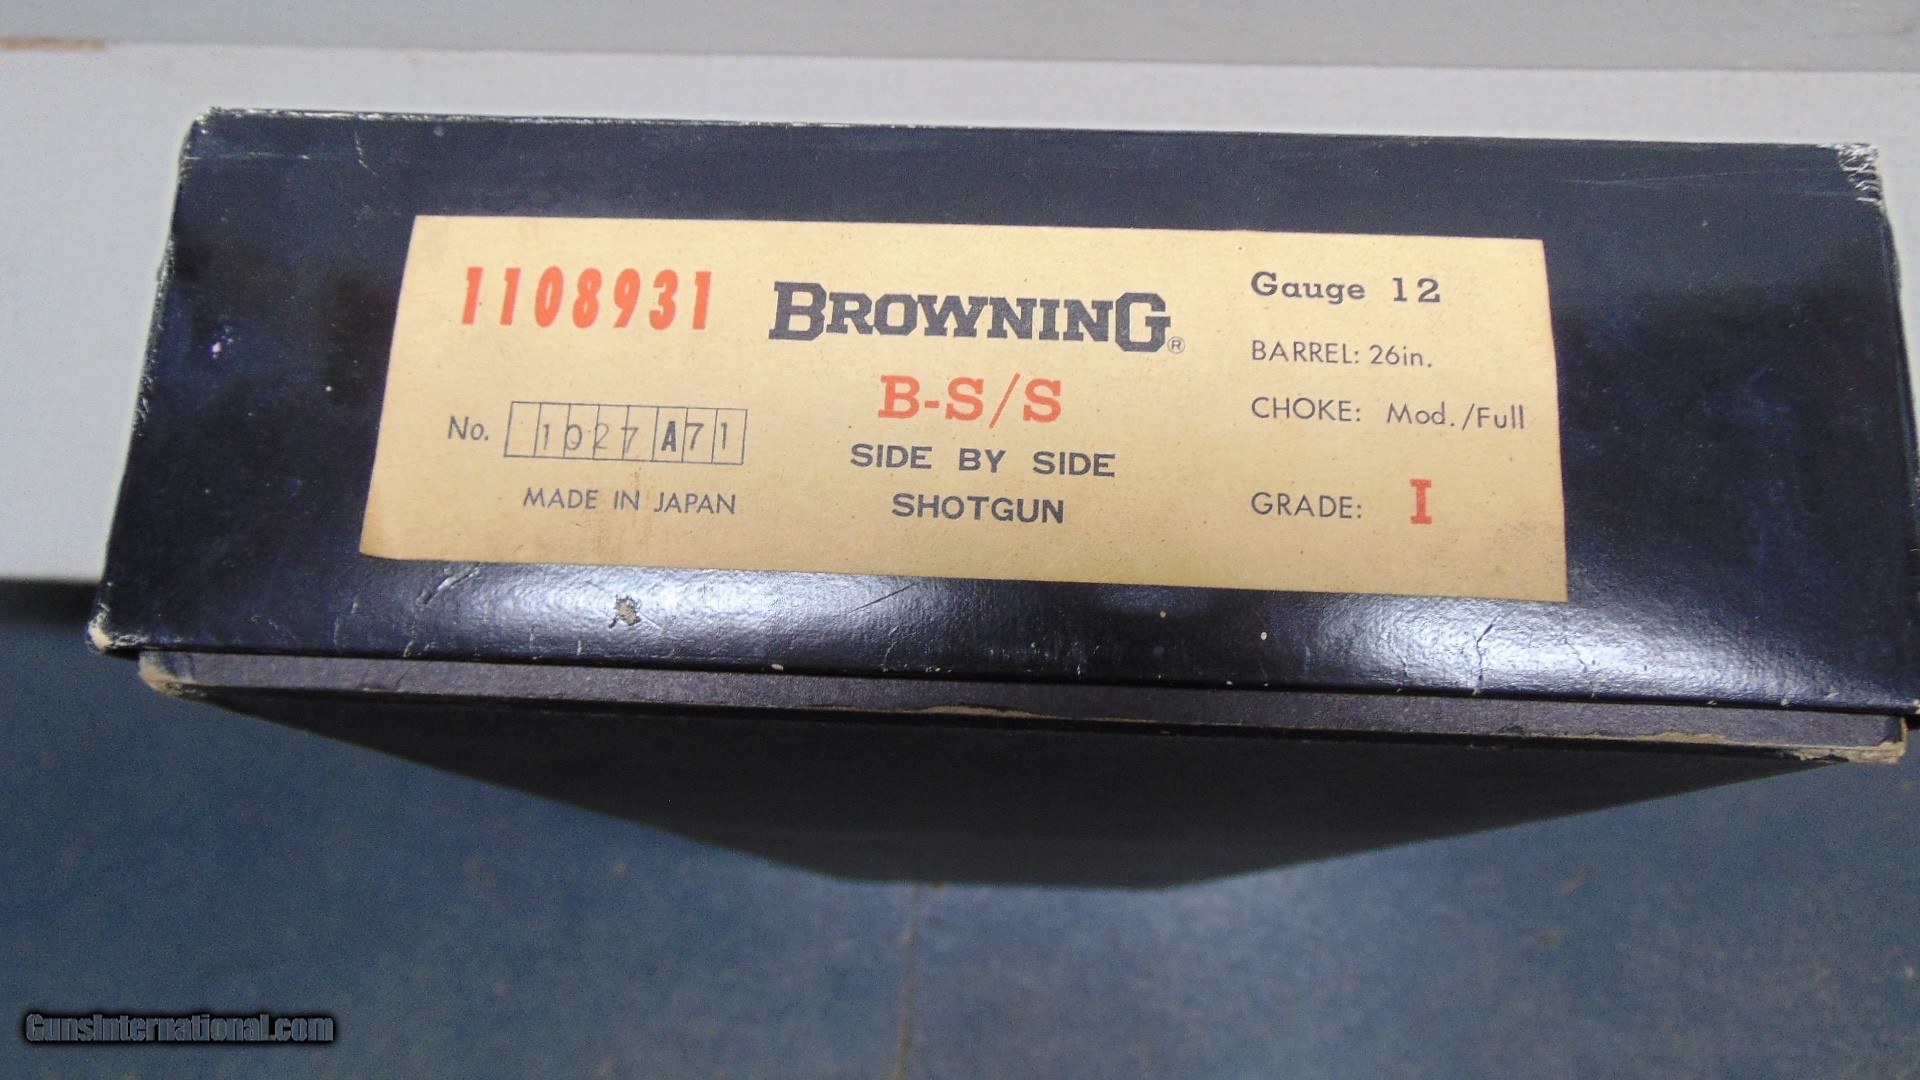 1108931
No. 1027A71
MADE IN JAPAN
BROWNING®
B-S/S
SIDE BY SIDE
SHOTGUN
Gauge 12
BARREL: 26in.
CHOKE: Mod./Full
GRADE: I
GunsInternational.com